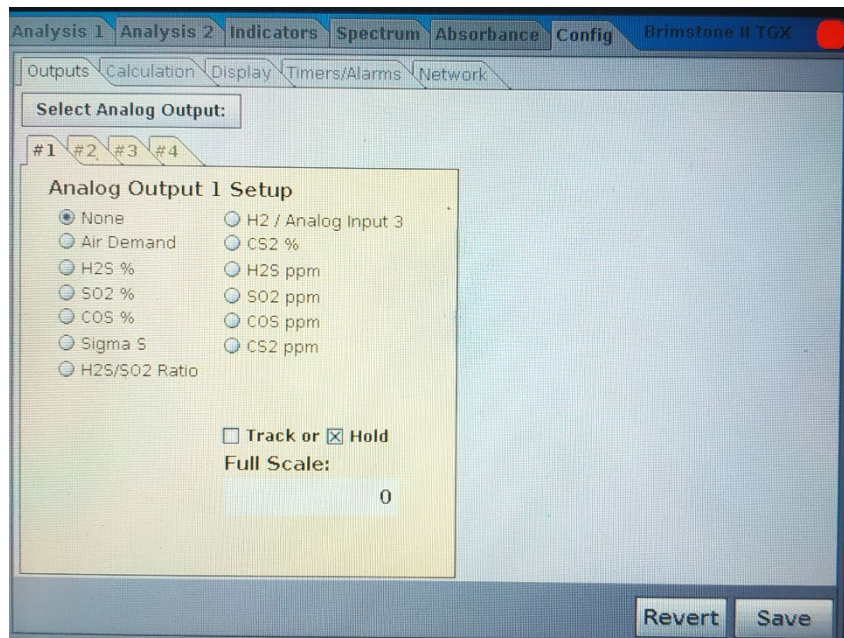 Analysis 1 Analysis 2 Indicators Spectrum Absorbance Config Brimstone II TGX
Outputs Calculation Display Timers/Alarms Network
Select Analog Output:
#1 #2 #3 #4
Analog Output 1 Setup
None H2 / Analog Input 3
Air Demand CS2 %
H2S % H2S ppm
SO2 % SO2 ppm
COS % COS ppm
Sigma S CS2 ppm
H2S/SO2 Ratio
Track or Hold
Full Scale:
0
Revert Save